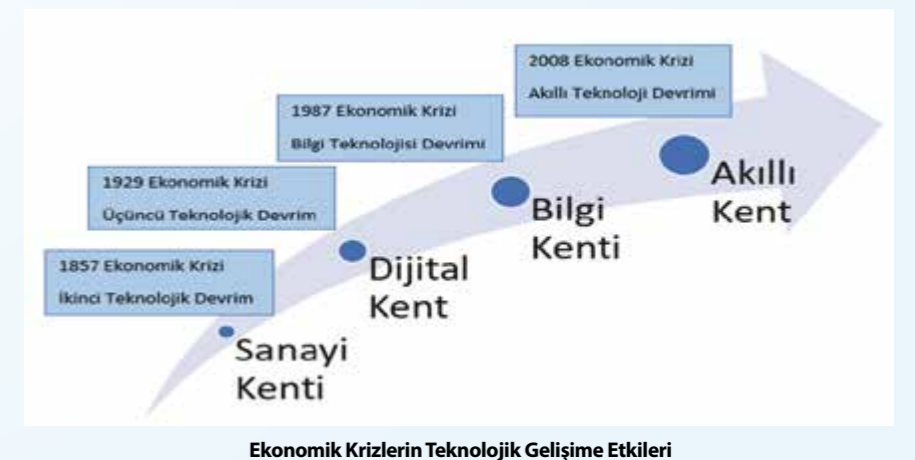 2008 Ekonomik Krizi
Akıllı Teknoloji Devrimi
1987 Ekonomik Krizi
Bilgi Teknolojisi Devrimi
1929 Ekonomik Krizi
Üçüncü Teknolojik Devrim
1857 Ekonomik Krizi
İkinci Teknolojik Devrim
Sanayi
Kenti
Dijital
Kent
Bilgi
Kenti
Akıllı
Kent
Ekonomik Krizlerin Teknolojik Gelişime Etkileri